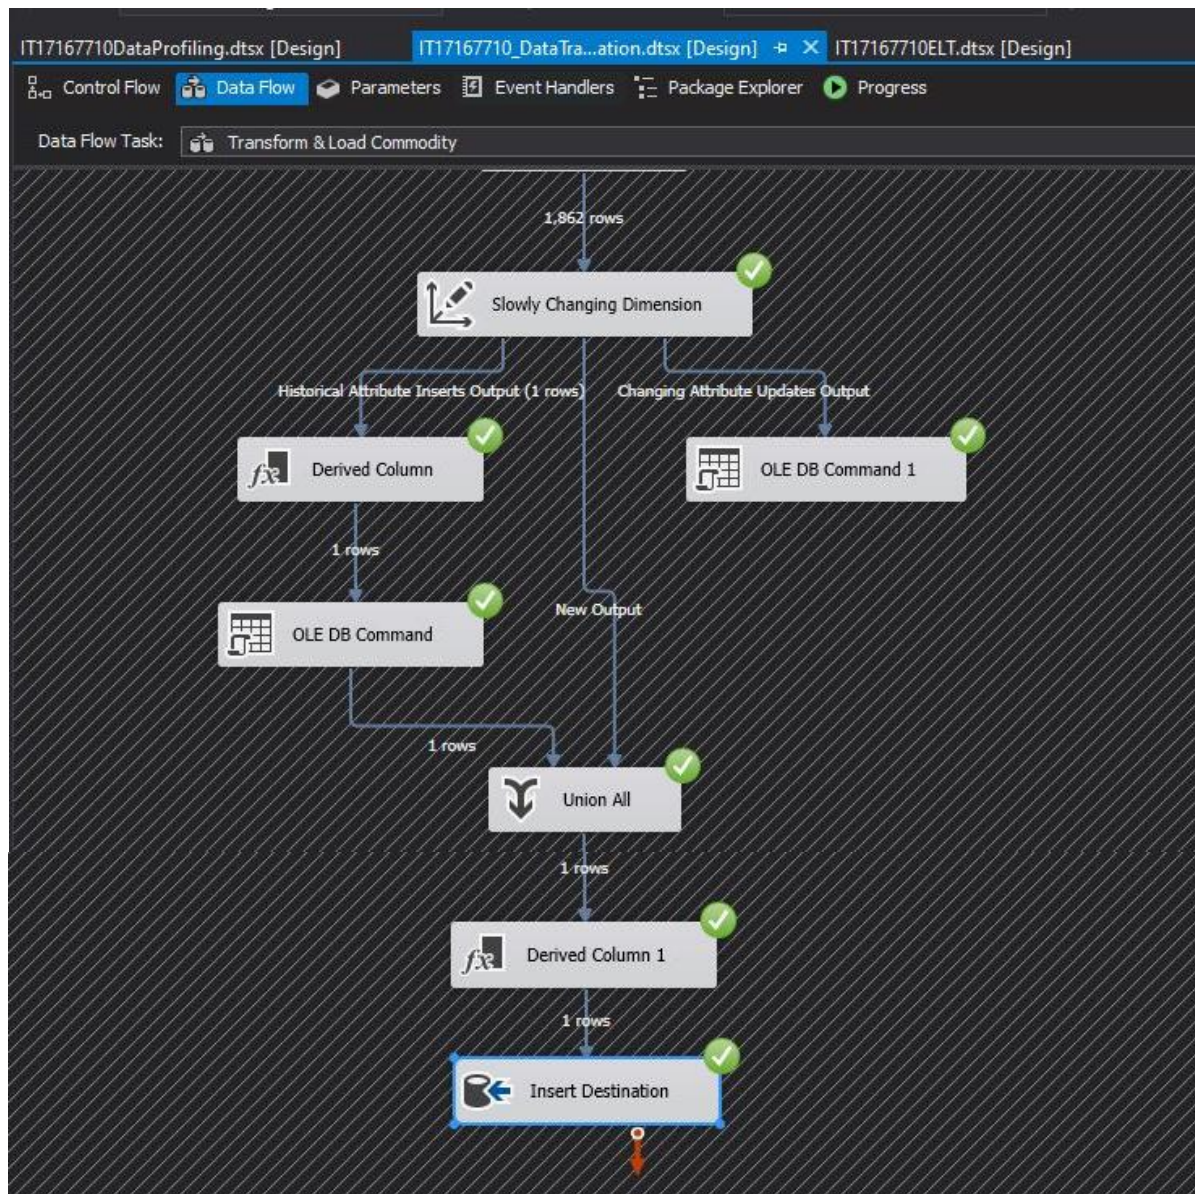 IT17167710DataProfiling.dtsx [Design] IT17167710_DataTra...ation.dtsx [Design] IT17167710ELT.dtsx [Design]
Control Flow Data Flow Parameters Event Handlers Package Explorer Progress
Data Flow Task: Transform & Load Commodity
1,862 rows
Slowly Changing Dimension
Historical Attribute Inserts Output (1 rows) Changing Attribute Updates Output
Derived Column OLE DB Command 1
1 rows
OLE DB Command
New Output
1 rows
Union All
1 rows
Derived Column 1
1 rows
Insert Destination